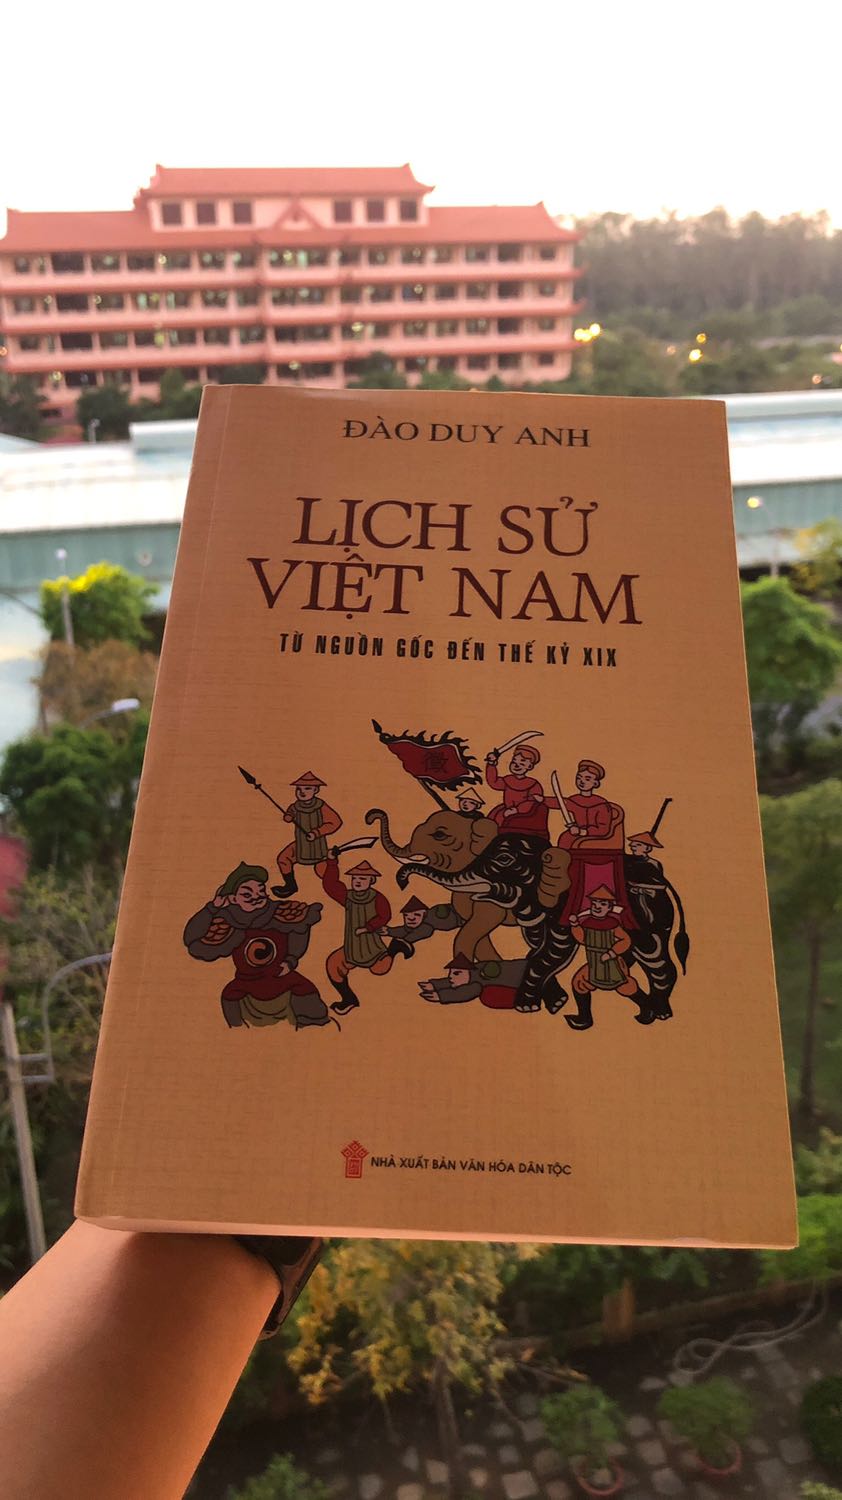 ĐÀO DUY ANH
LỊCH SỬ
VIỆT NAM
TỪ NGUỒN GỐC ĐẾN THẾ KỶ XIX
NHÀ XUẤT BẢN VĂN HÓA DÂN TỘC